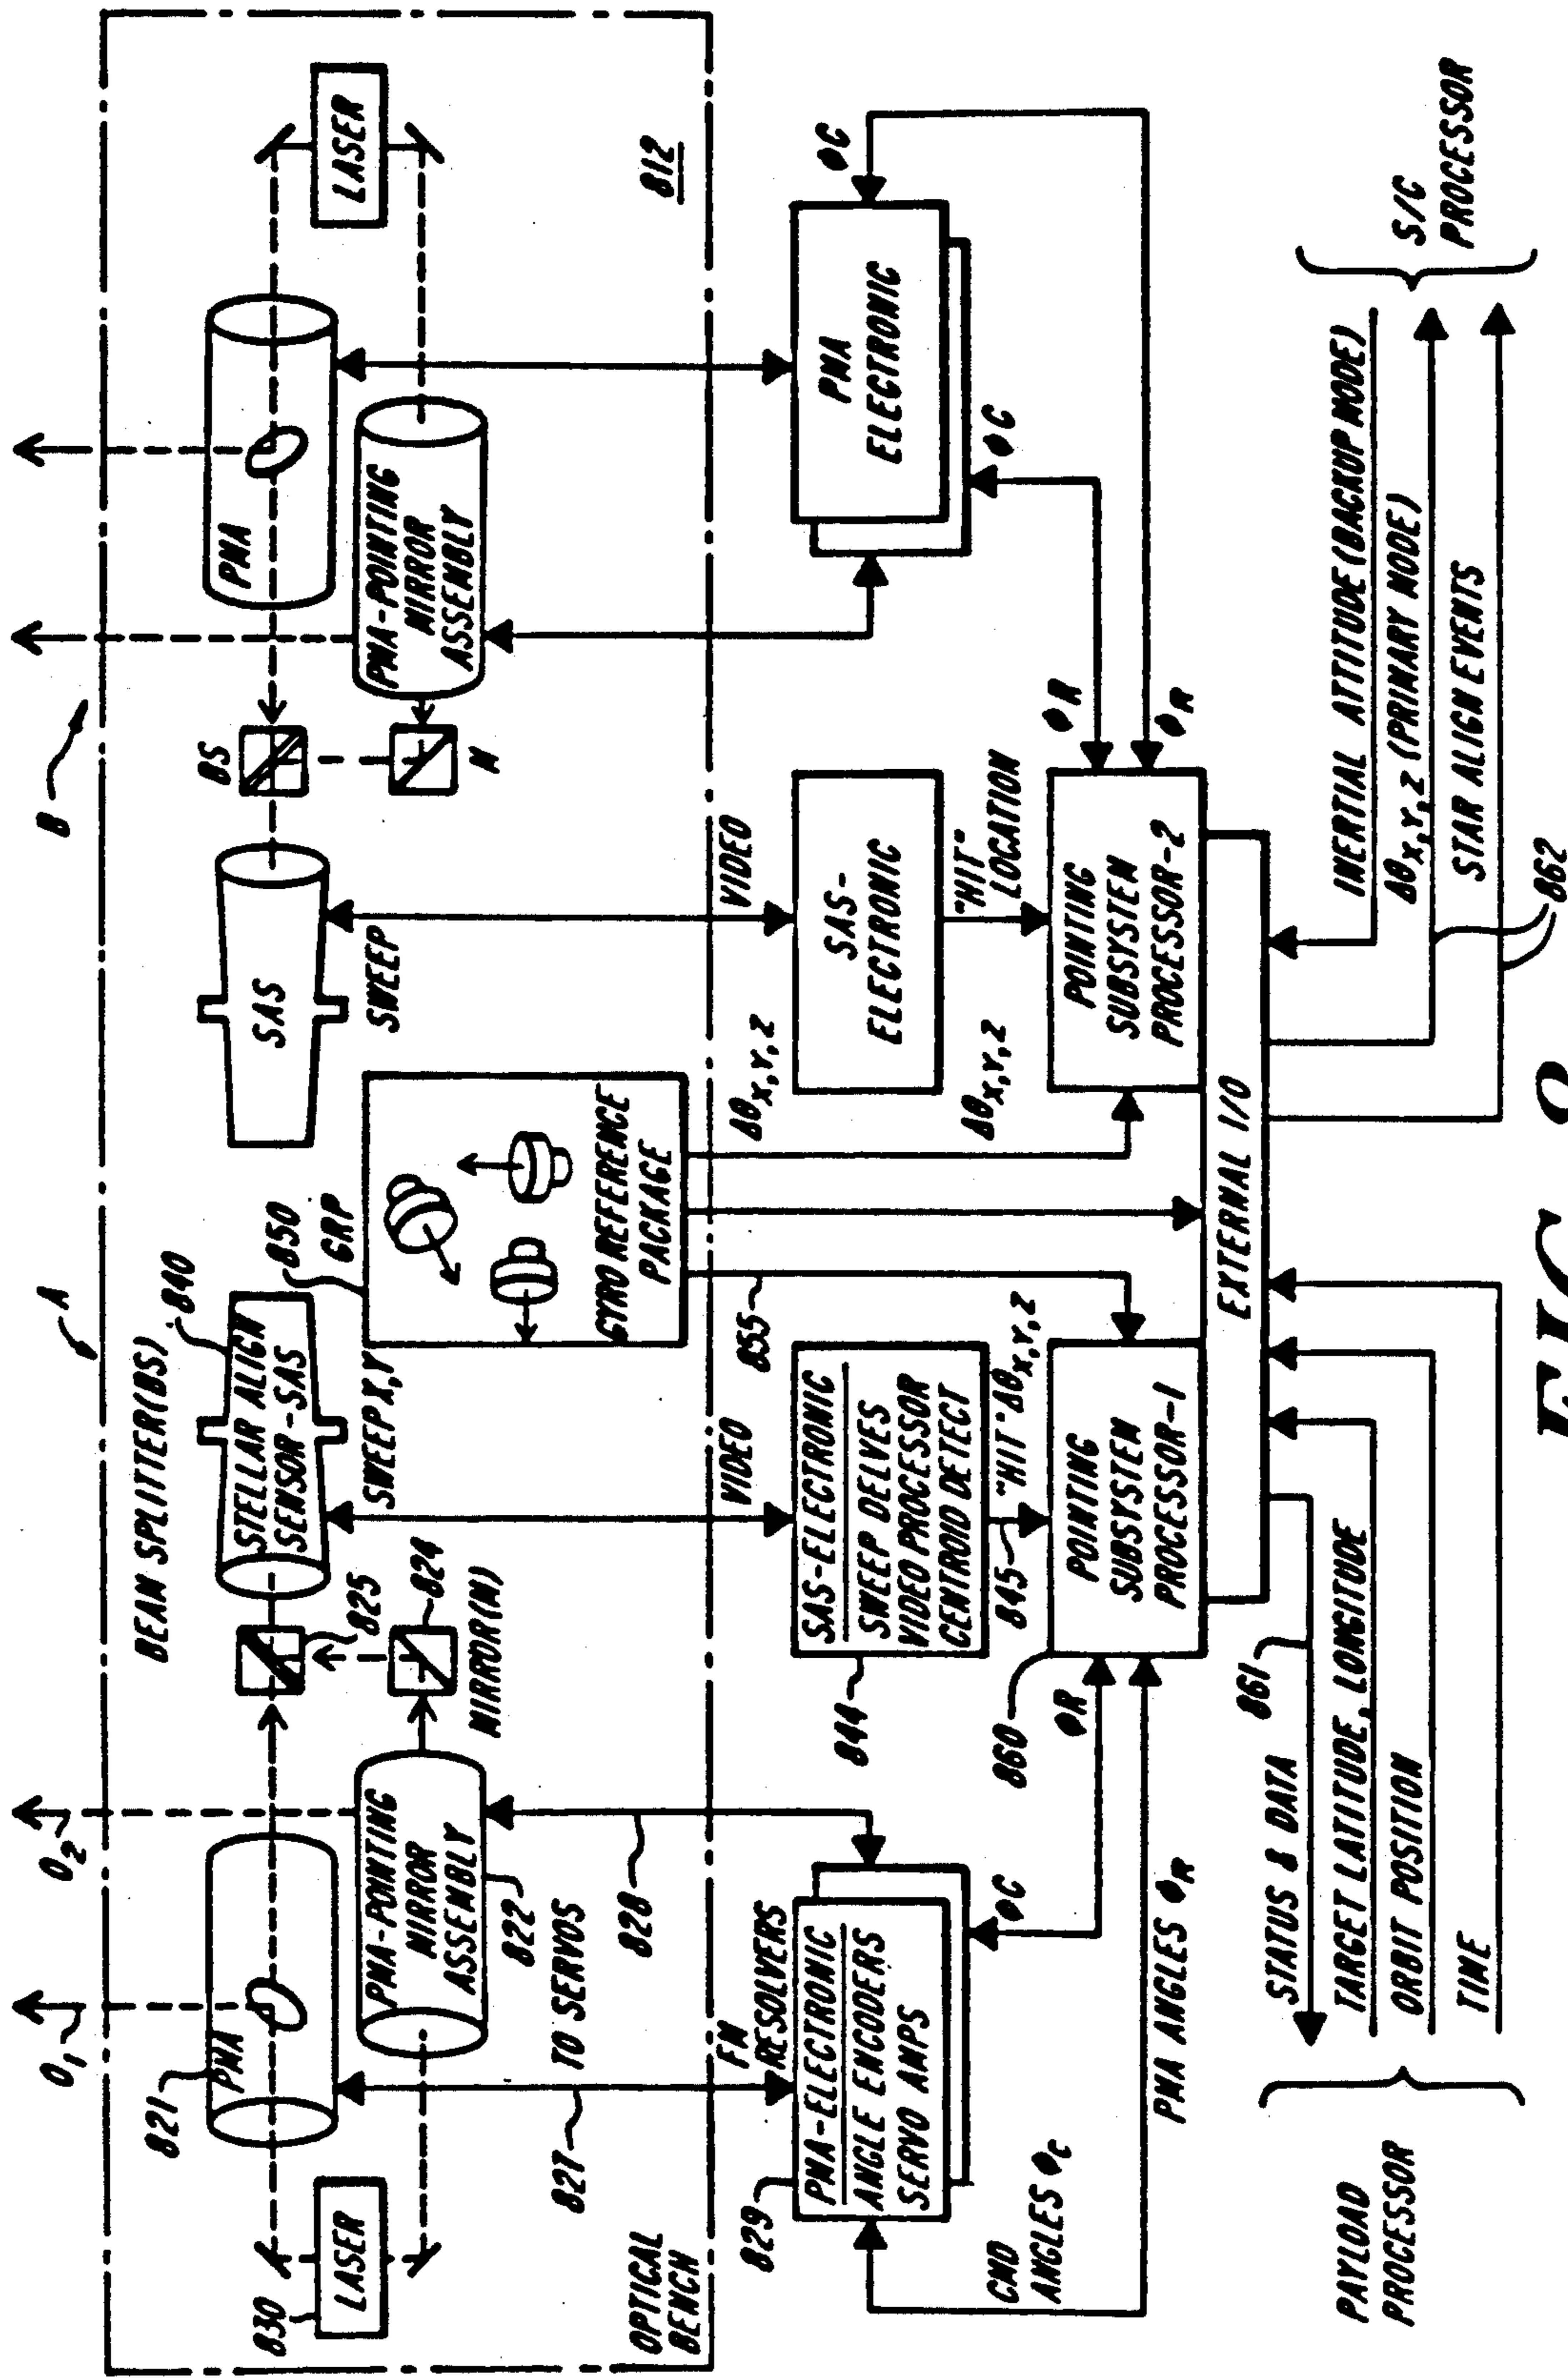 O1
O2
A
B
821
PMA
830
LASER
PMA-POINTING
MIRROR
ASSEMBLY
822
827
TO SERVOS
828
BEAM SPLITTER(BS)
825
824
MIRROR(M)
STELLAR ALIGN
SENSOR-SAS
840
SWEEP X,Y
850
GRP
GYRO REFERENCE
PACKAGE
SAS
SWEEP
BS
M
PMA
PMA-POINTING
MIRROR
ASSEMBLY
LASER
812
OPTICAL
BENCH
829
FM
RESOLVERS
PMA-ELECTRONIC
ANGLE ENCODERS
SERVO AMPS
CMD
ANGLES ΦC
ΦC
ΦR
PMA ANGLES ΦR
844
VIDEO
SAS-ELECTRONIC
SWEEP DELVES
VIDEO PROCESSOR
CENTROID DETECT
845
"HIT" Δθx,Y,Z
855
860
POINTING
SUBSYSTEM
PROCESSOR-1
Δθx,Y,Z
VIDEO
SAS-
ELECTRONIC
Δθx,Y,Z
"HIT"
LOCATION
POINTING
SUBSYSTEM
PROCESSOR-2
PMA
ELECTRONIC
ΦC
ΦC
ΦR
ΦR
EXTERNAL I/O
861
STATUS & DATA
TARGET LATITUDE, LONGITUDE
ORBIT POSITION
TIME
PAYLOAD
PROCESSOR
INERTIAL ATTITUDE (BACKUP MODE)
Δθx,Y,Z (PRIMARY MODE)
STAR ALIGN EVENTS
862
S/C
PROCESSOR